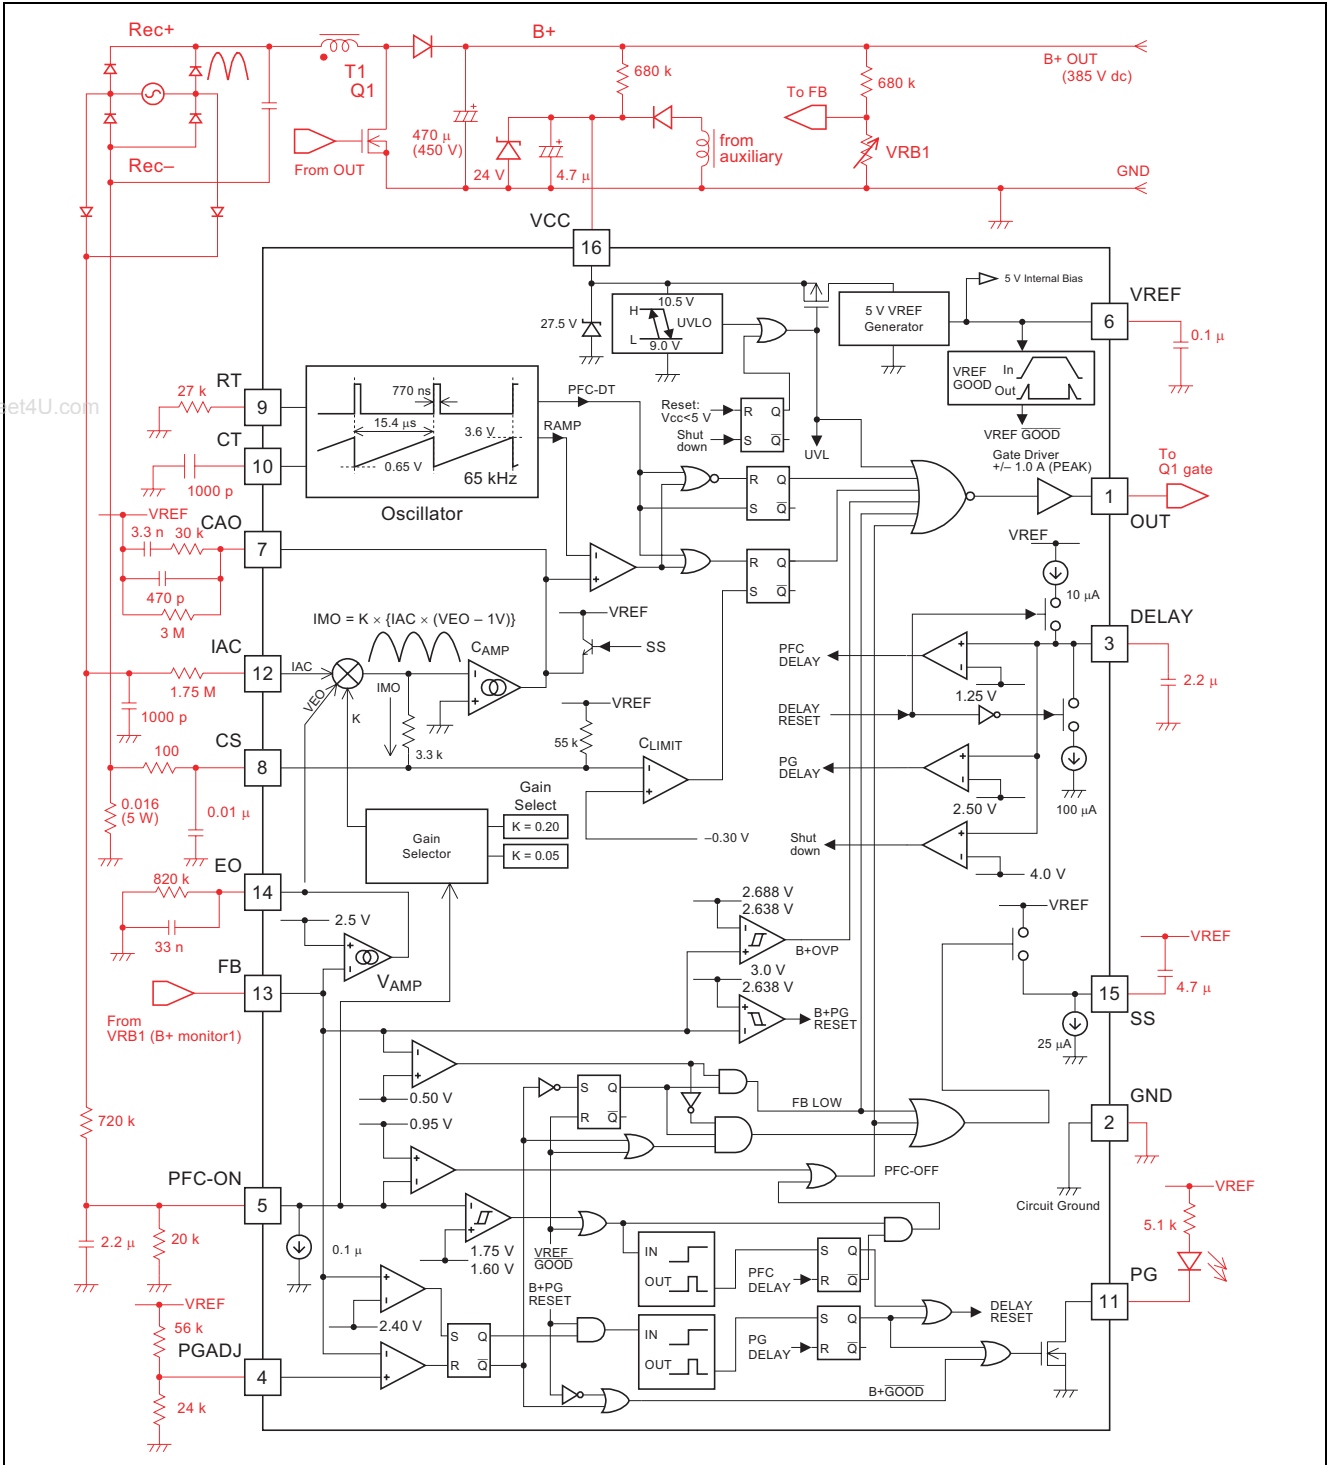 Rec+
B+
T1
Q1
680 k
B+ OUT
(385 V dc)
To FB
680 k
470 μ
(450 V)
from
auxiliary
VRB1
From OUT
Rec–
24 V
4.7 μ
GND
VCC
16
10.5 V
H
UVLO
L
9.0 V
27.5 V
5 V Internal Bias
5 V VREF
Generator
VREF
6
0.1 μ
VREF
GOOD
In
Out
VREF GOOD
RT
27 k
9
770 ns
15.4 μs
3.6 V
0.65 V
65 kHz
Oscillator
PFC-DT
RAMP
Reset:
Vcc<5 V
Shut
down
R Q
S Q
UVL
set4U.com
CT
10
1000 p
Gate Driver
+/– 1.0 A (PEAK)
To
Q1 gate
1
OUT
R Q
S Q
VREF
CAO
3.3 n
30 k
7
470 p
3 M
R Q
S Q
VREF
10 μA
DELAY
3
2.2 μ
IMO = K × {IAC × (VEO – 1V)}
VREF
SS
IAC
12
IAC
1.75 M
1000 p
VEO
K
IMO
CAMP
3.3 k
VREF
55 k
CLIMIT
–0.30 V
PFC
DELAY
1.25 V
DELAY
RESET
PG
DELAY
2.50 V
100 μA
Shut
down
4.0 V
CS
100
8
0.016
(5 W)
0.01 μ
Gain
Selector
Gain
Select
K = 0.20
K = 0.05
EO
820 k
14
33 n
2.5 V
VAMP
FB
13
From
VRB1 (B+ monitor1)
2.688 V
2.638 V
B+OVP
3.0 V
2.638 V
B+PG
RESET
VREF
VREF
15
4.7 μ
SS
25 μA
0.50 V
S Q
R Q
FB LOW
GND
2
Circuit Ground
0.95 V
720 k
PFC-ON
5
PFC-OFF
2.2 μ
20 k
0.1 μ
1.75 V
1.60 V
VREF
GOOD
IN
OUT
PFC
DELAY
S Q
R Q
VREF
5.1 k
PG
11
DELAY
RESET
B+PG
RESET
IN
OUT
PG
DELAY
S Q
R Q
VREF
56 k
PGADJ
4
24 k
2.40 V
S Q
R Q
B+GOOD